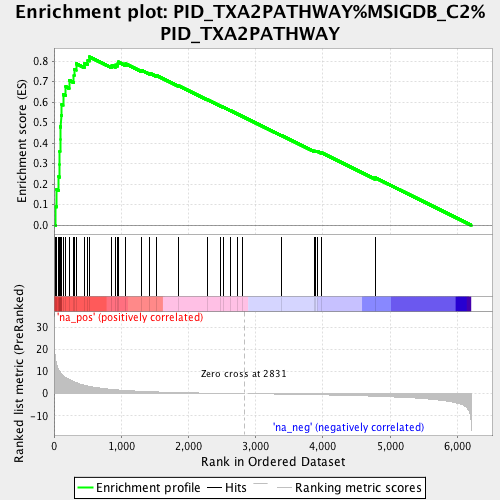 Enrichment plot: PID_TXA2PATHWAY%MSIGDB_C2%
PID_TXA2PATHWAY
Enrichment score (ES)
0.8
0.7
0.6
0.5
0.4
0.3
0.2
0.1
0.0
'na_pos' (positively correlated)
Ranked list metric (PreRanked)
30
20
10
0
-10
Zero cross at 2831
'na_neg' (negatively correlated)
0
1,000
2,000
3,000
4,000
5,000
6,000
Rank in Ordered Dataset
Enrichment profile
Hits
Ranking metric scores